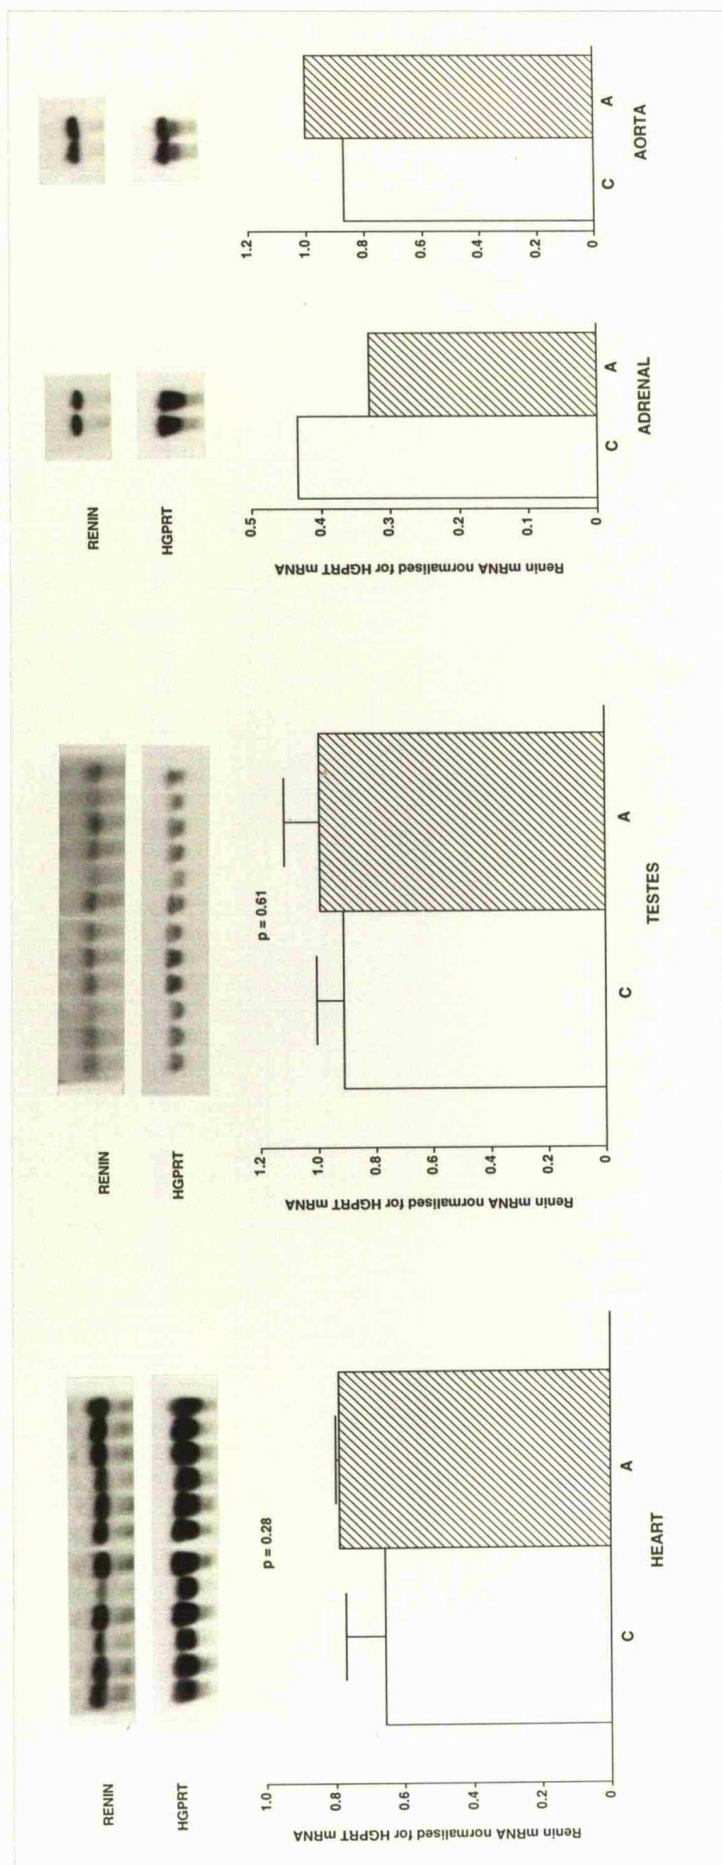 RENIN
HGPRT
p = 0.28
Renin mRNA normalised for HGPRT mRNA
1.0
0.8
0.6
0.4
0.2
0
C
A
HEART
RENIN
HGPRT
p = 0.61
Renin mRNA normalised for HGPRT mRNA
1.2
1.0
0.8
0.6
0.4
0.2
0
C
A
TESTES
RENIN
HGPRT
Renin mRNA normalised for HGPRT mRNA
0.5
0.4
0.3
0.2
0.1
0
C
A
ADRENAL
1.2
1.0
0.8
0.6
0.4
0.2
0
C
A
AORTA